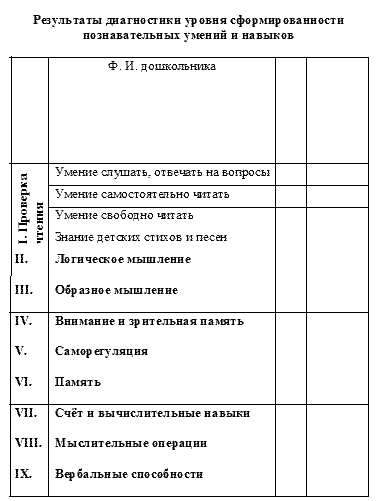 Результаты диагностики уровня сформированности
познавательных умений и навыков
Ф. И. дошкольника
I. Проверка
чтения
Умение слушать, отвечать на вопросы
Умение самостоятельно читать
Умение свободно читать
Знание детских стихов и песен
II. Логическое мышление
III. Образное мышление
IV. Внимание и зрительная память
V. Саморегуляция
VI. Память
VII. Счёт и вычислительные навыки
VIII. Мыслительные операции
IX. Вербальные способности